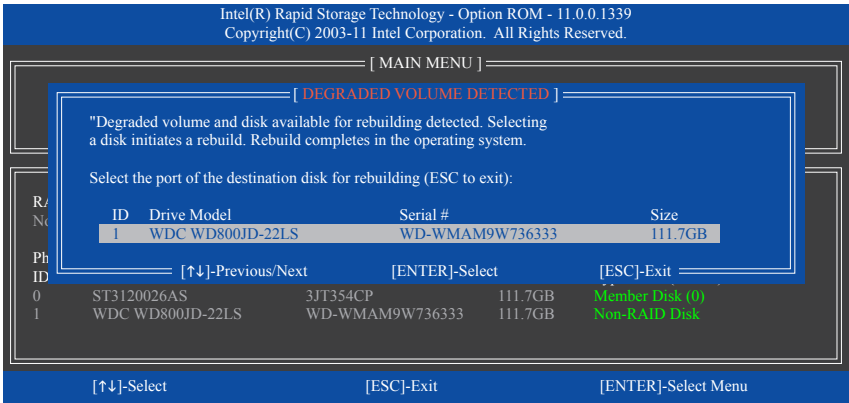 Intel(R) Rapid Storage Technology - Option ROM - 11.0.0.1339
Copyright(C) 2003-11 Intel Corporation.  All Rights Reserved.
[ MAIN MENU ]
[ DEGRADED VOLUME DETECTED ]
"Degraded volume and disk available for rebuilding detected. Selecting
a disk initiates a rebuild. Rebuild completes in the operating system.
Select the port of the destination disk for rebuilding (ESC to exit):
ID Drive Model Serial # Size
1 WDC WD800JD-22LS WD-WMAM9W736333 111.7GB
[↑↓]-Previous/Next [ENTER]-Select [ESC]-Exit
0 ST3120026AS 3JT354CP 111.7GB Member Disk (0)
1 WDC WD800JD-22LS WD-WMAM9W736333 111.7GB Non-RAID Disk
[↑↓]-Select [ESC]-Exit [ENTER]-Select Menu